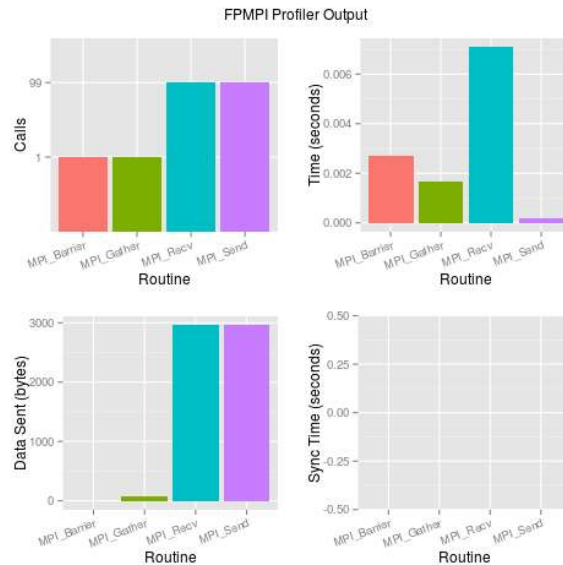 FPMPI Profiler Output
Calls
99
1
MPI_Barrier
MPI_Gather
MPI_Recv
MPI_Send
Routine
Time (seconds)
0.006
0.004
0.002
0.000
MPI_Barrier
MPI_Gather
MPI_Recv
MPI_Send
Routine
Data Sent (bytes)
3000
2000
1000
0
MPI_Barrier
MPI_Gather
MPI_Recv
MPI_Send
Routine
Sync Time (seconds)
0.50
0.25
0.00
-0.25
-0.50
MPI_Barrier
MPI_Gather
MPI_Recv
MPI_Send
Routine